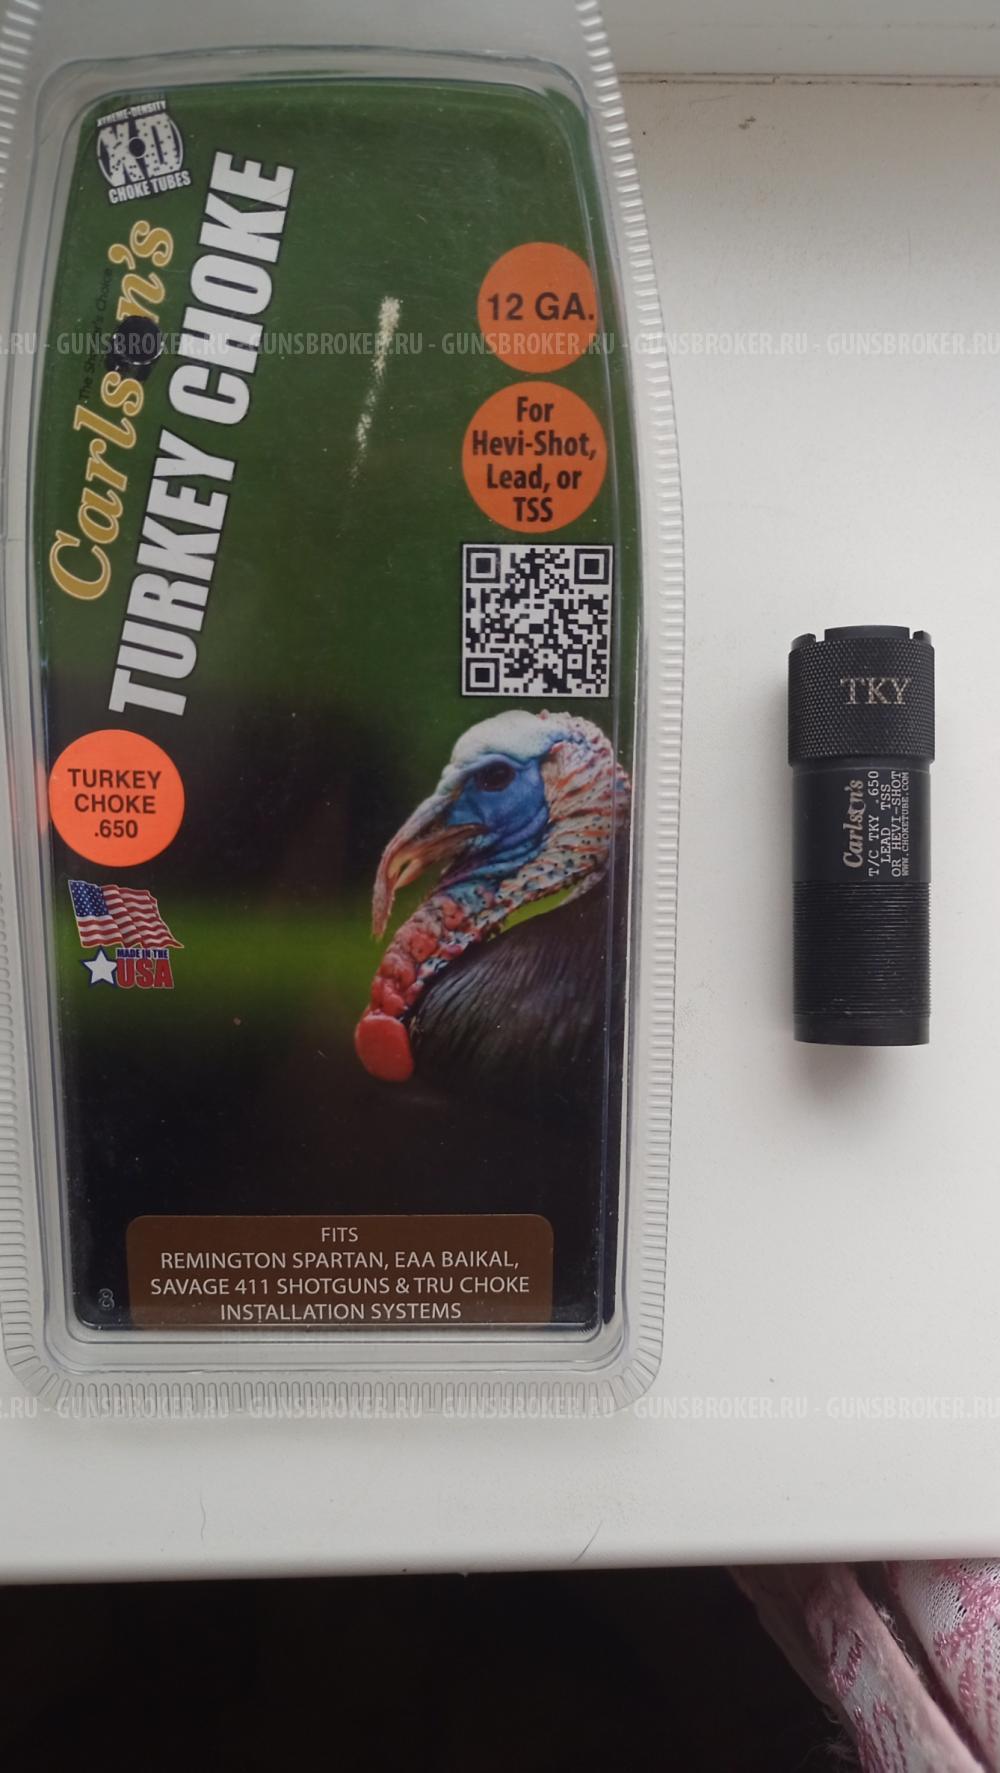 XTREME-DENSITY
XD
CHOKE TUBES
Carlson's
TURKEY CHOKE
12 GA.
For
Hevi-Shot,
Lead, or
TSS
TURKEY
CHOKE
.650
MADE IN THE
USA
FITS
REMINGTON SPARTAN, EAA BAIKAL,
SAVAGE 411 SHOTGUNS & TRU CHOKE
INSTALLATION SYSTEMS
TKY
Carlson's
T/C TKY .650
LEAD TSS
OR HEVI-SHOT
WWW.CHOKETUBE.COM
.RU - GUNSBROKER.RU - GUNSBROKER.RU - GUNSBROKER.RU - GUNSBROKER.RU - GUNSBROKER.RU
.RU - GUNSBROKER.RU - GUNSBROKER.RU - GUNSBROKER.RU - GUNSBROKER.RU - GUNSBROKER.RU